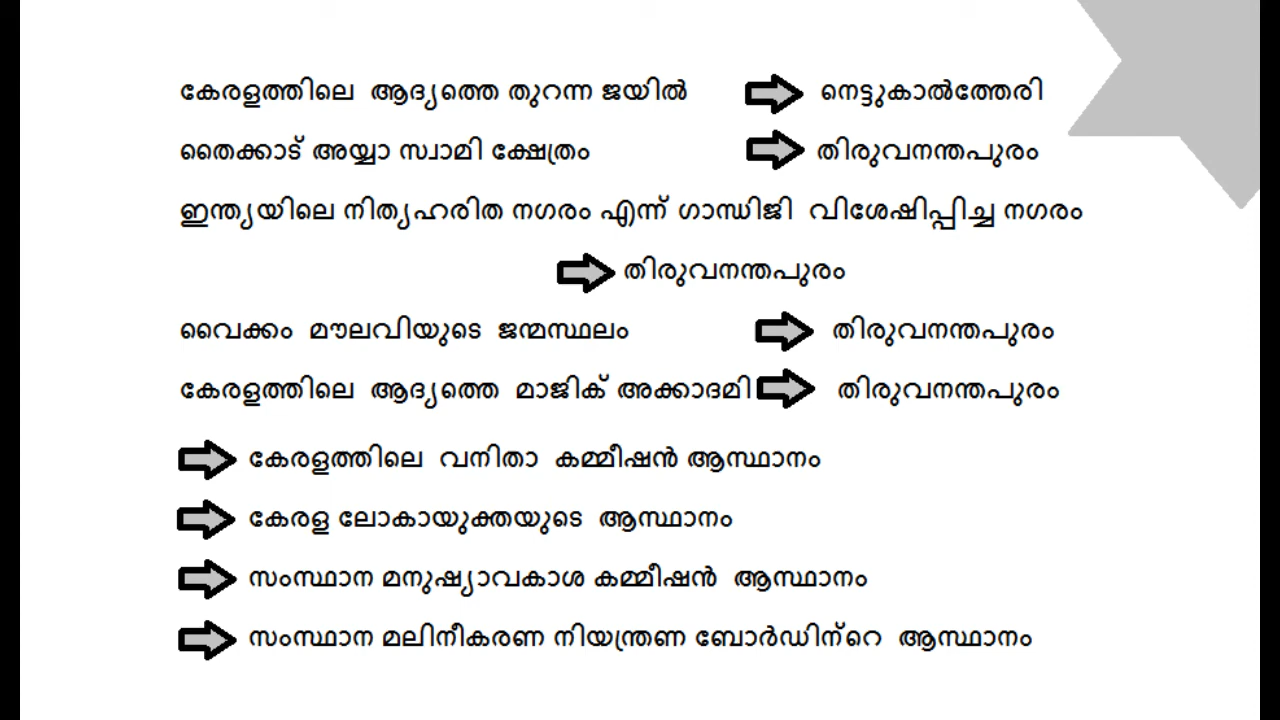 കേരളത്തിലെ ആദ്യത്തെ തുറന്ന ജയിൽ നെട്ടുകാൽത്തേരി
തൈക്കാട് അയ്യാ സ്വാമി ക്ഷേത്രം തിരുവനന്തപുരം
ഇന്ത്യയിലെ നിത്യഹരിത നഗരം എന്ന് ഗാന്ധിജി വിശേഷിപ്പിച്ച നഗരം
തിരുവനന്തപുരം
വൈക്കം മൗലവിയുടെ ജന്മസ്ഥലം തിരുവനന്തപുരം
കേരളത്തിലെ ആദ്യത്തെ മാജിക് അക്കാദമി തിരുവനന്തപുരം
കേരളത്തിലെ വനിതാ കമ്മീഷൻ ആസ്ഥാനം
കേരള ലോകായുക്തയുടെ ആസ്ഥാനം
സംസ്ഥാന മനുഷ്യാവകാശ കമ്മീഷൻ ആസ്ഥാനം
സംസ്ഥാന മലിനീകരണ നിയന്ത്രണ ബോർഡിന്റെ ആസ്ഥാനം